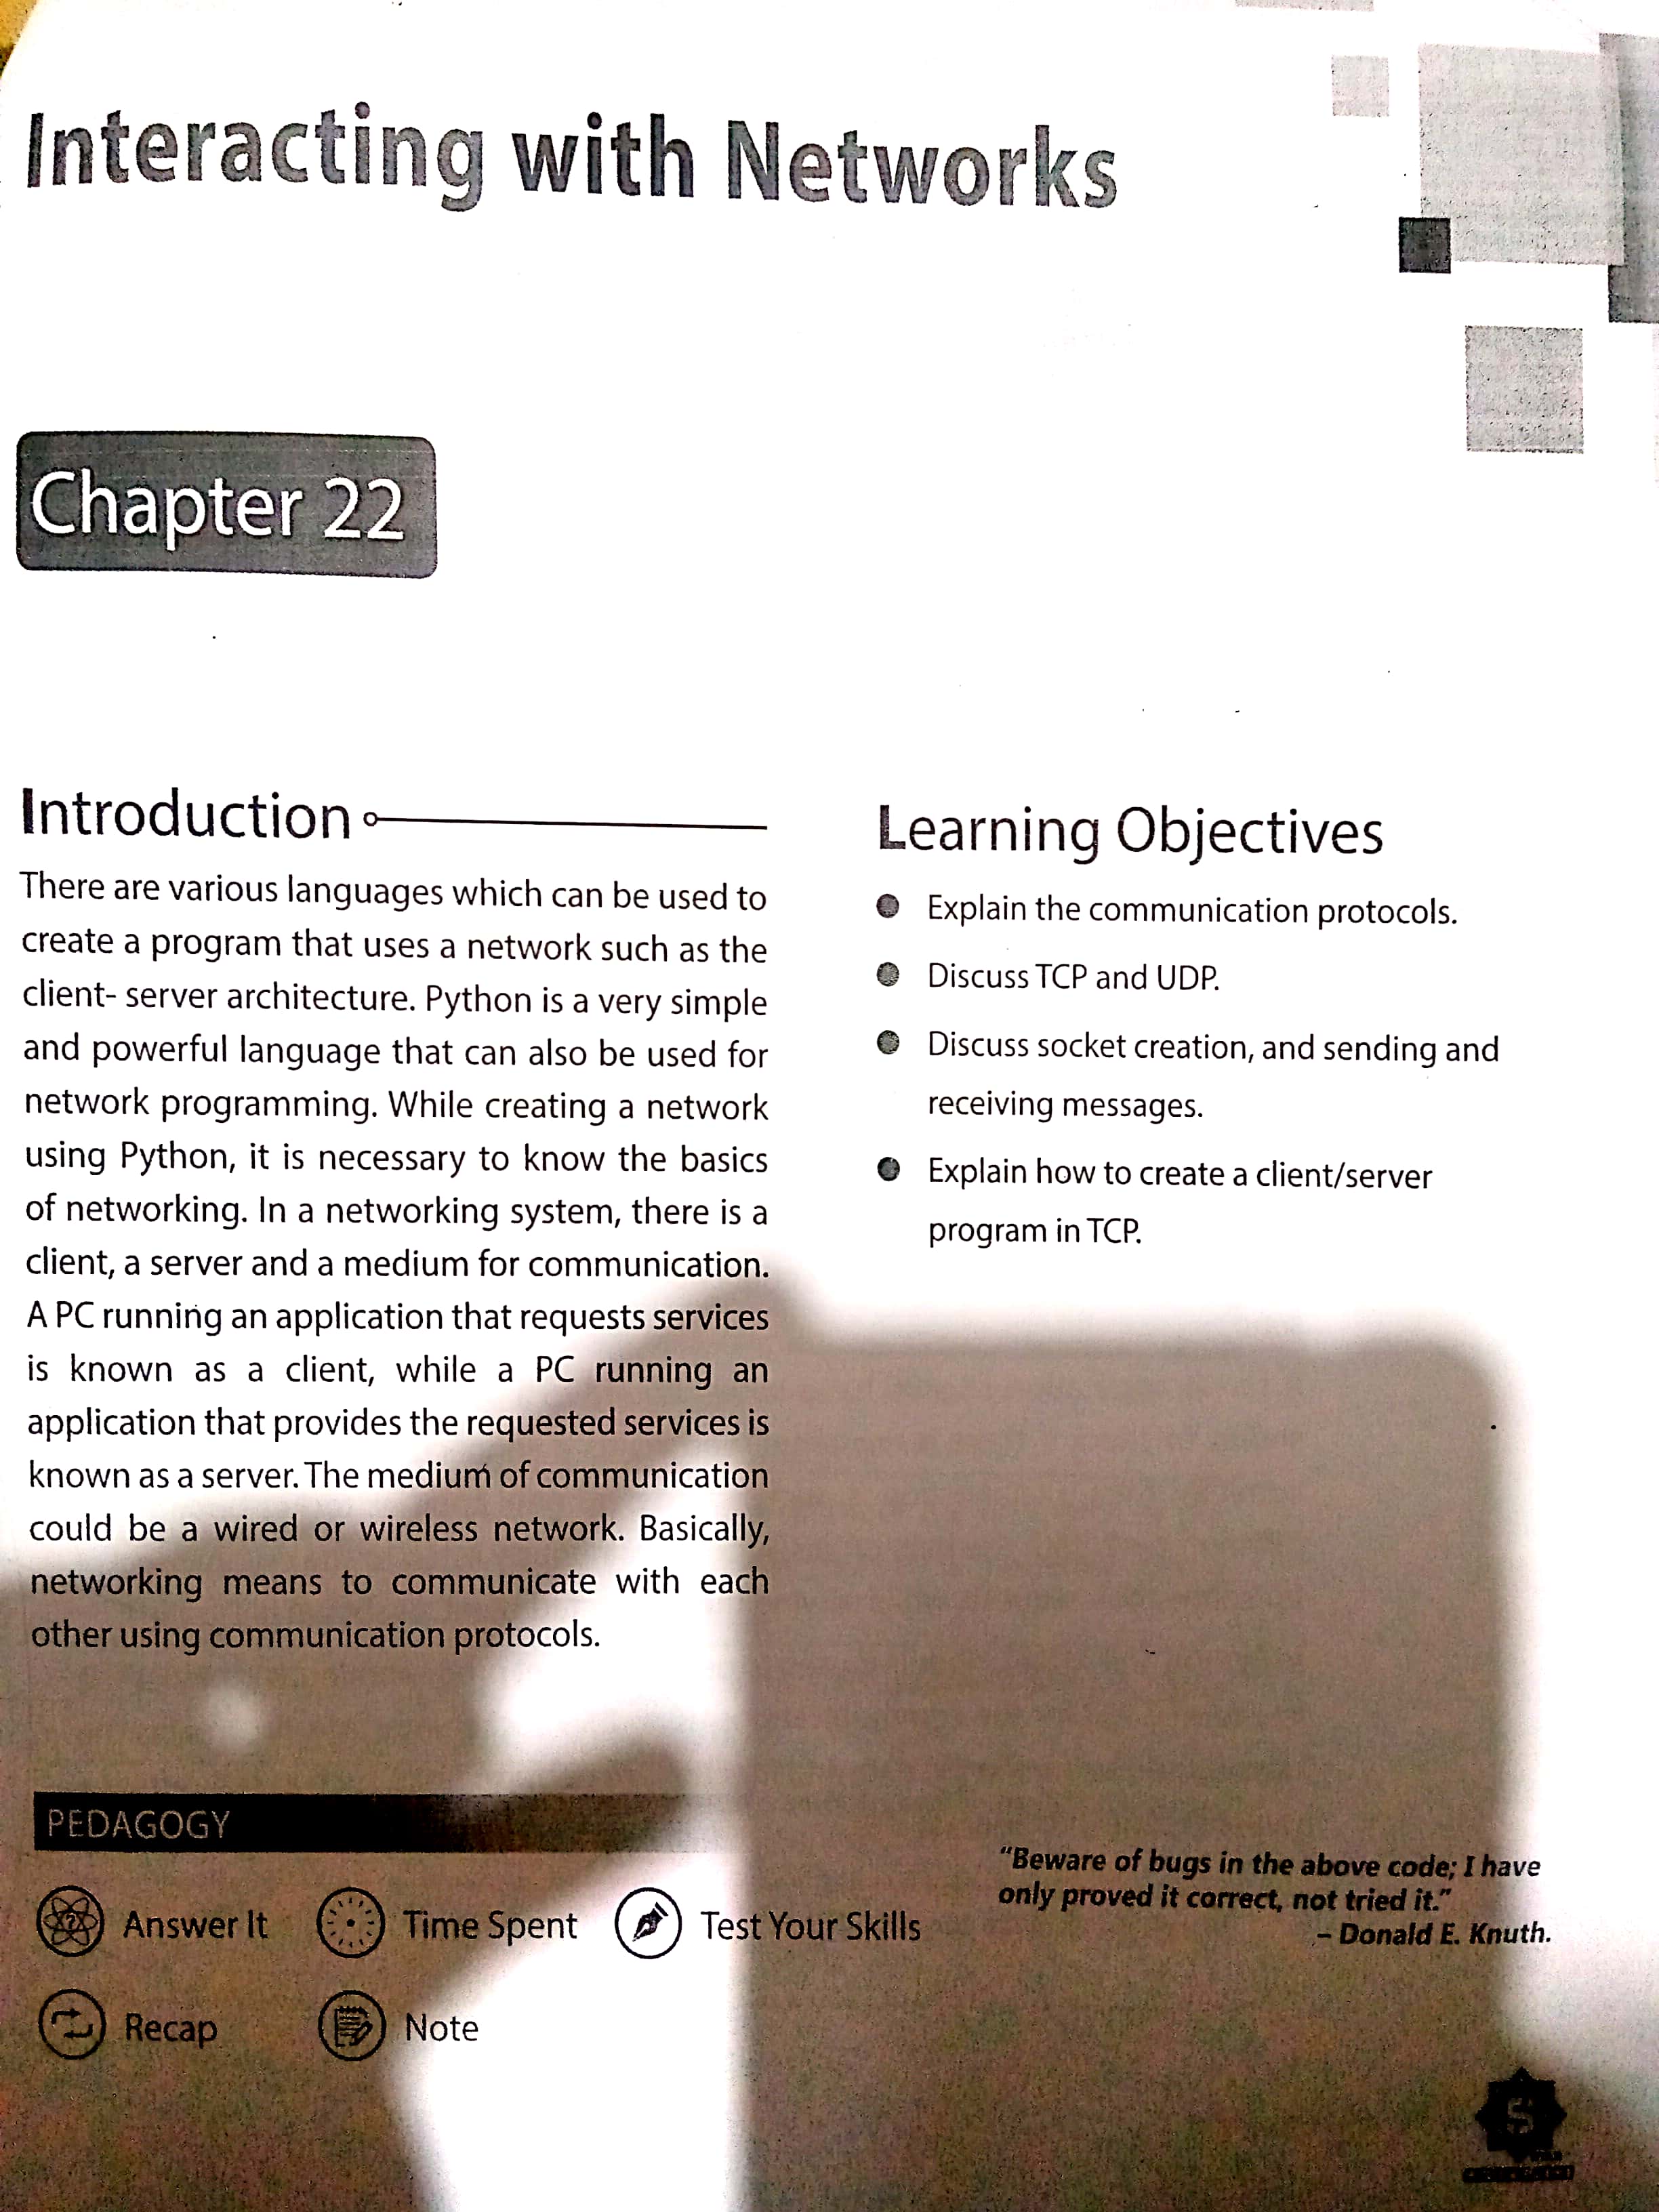 Interacting with Networks
Chapter 22
Introduction
There are various languages which can be used to
create a program that uses a network such as the
client- server architecture. Python is a very simple
and powerful language that can also be used for
network programming. While creating a network
using Python, it is necessary to know the basics
of networking. In a networking system, there is a
client, a server and a medium for communication.
A PC running an application that requests services
is known as a client, while a PC running an
application that provides the requested services is
known as a server. The medium of communication
could be a wired or wireless network. Basically,
networking means to communicate with each
other using communication protocols.
Learning Objectives
Explain the communication protocols.
Discuss TCP and UDP.
Discuss socket creation, and sending and
receiving messages.
Explain how to create a client/server
program in TCP.
PEDAGOGY
Answer It
Time Spent
Test Your Skills
Recap
Note
"Beware of bugs in the above code; I have
only proved it correct, not tried it."
– Donald E. Knuth.
S